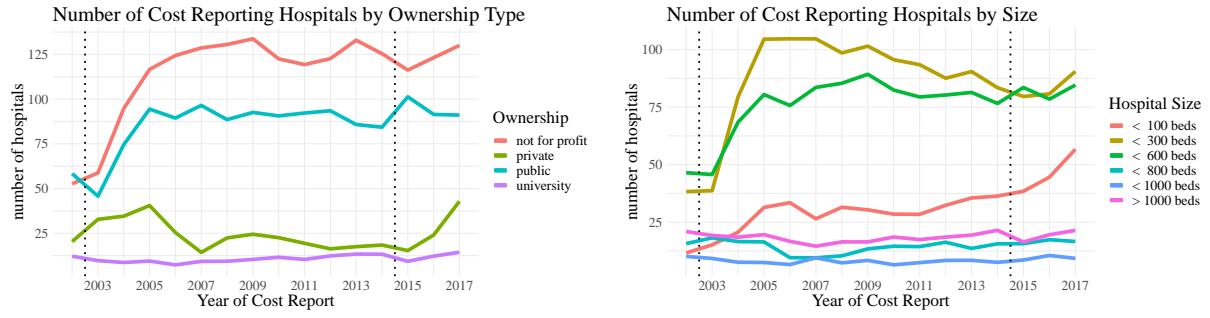 Number of Cost Reporting Hospitals by Ownership Type
number of hospitals
125
100
75
50
25
2003
2005
2007
2009
2011
2013
2015
2017
Year of Cost Report
Ownership
not for profit
private
public
university
Number of Cost Reporting Hospitals by Size
number of hospitals
100
75
50
25
2003
2005
2007
2009
2011
2013
2015
2017
Year of Cost Report
Hospital Size
< 100 beds
< 300 beds
< 600 beds
< 800 beds
< 1000 beds
> 1000 beds